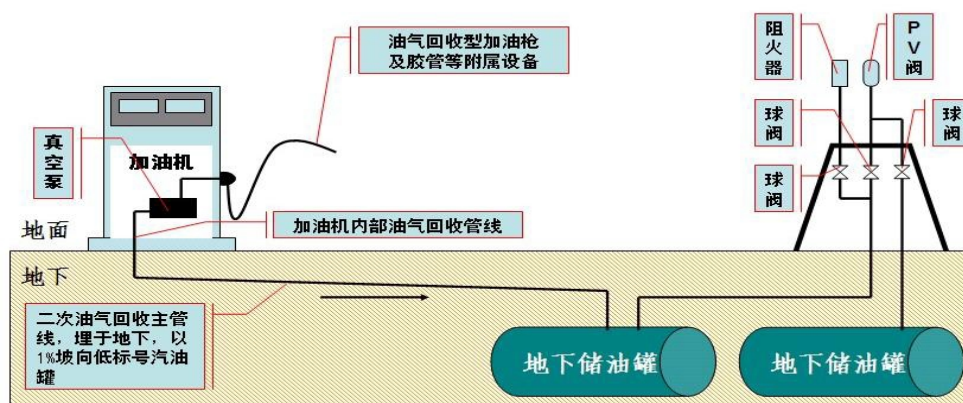 油气回收型加油枪
及胶管等附属设备
阻火器
PV阀
真空泵
加油机
球阀
球阀
球阀
加油机内部油气回收管线
地面
地下
二次油气回收主管
线，埋于地下，以
1%坡向低标号汽油
罐
地下储油罐
地下储油罐